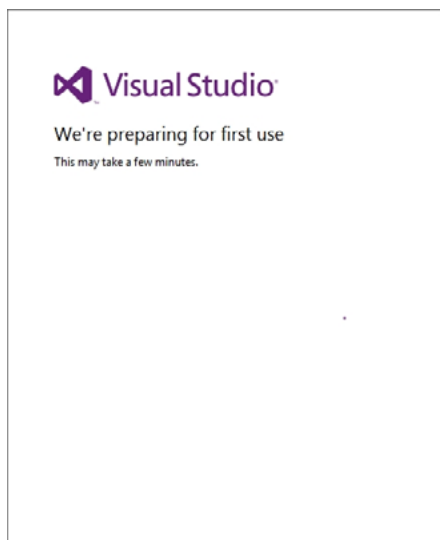 Visual Studio
We're preparing for first use
This may take a few minutes.